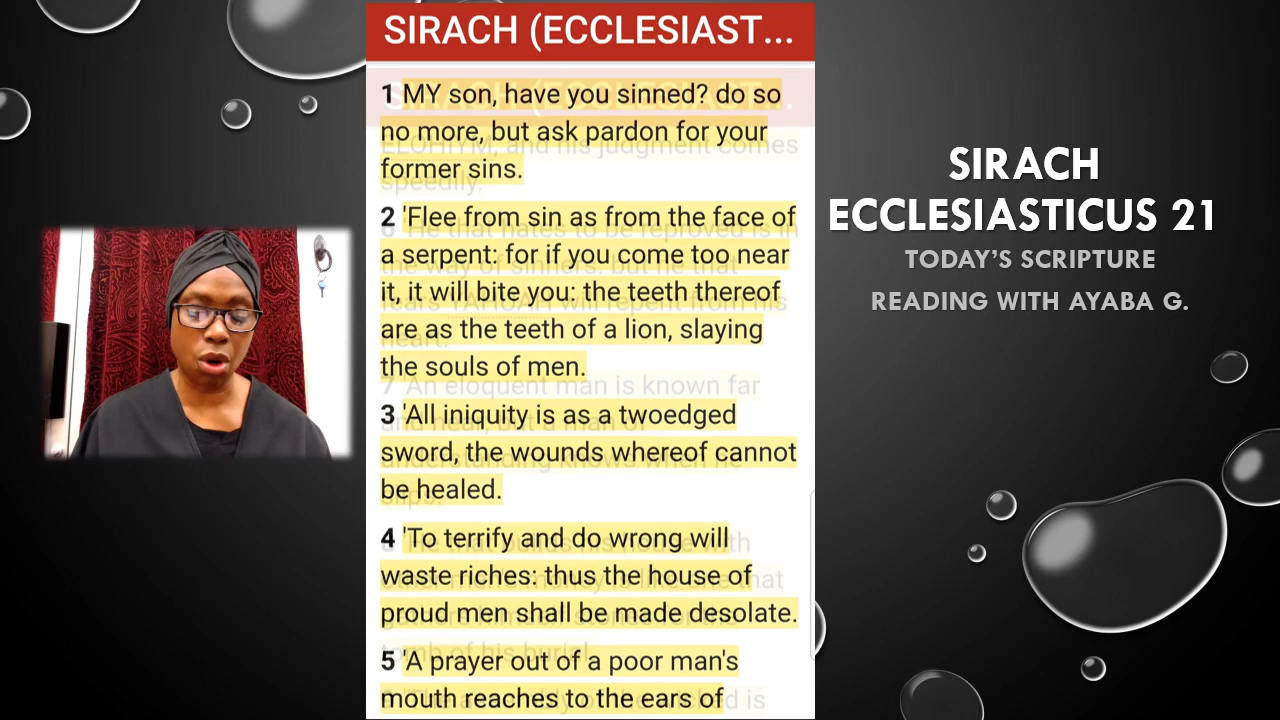 SIRACH (ECCLESIAST...
1 MY son, have you sinned? do so
no more, but ask pardon for your
former sins.
2 'Flee from sin as from the face of
a serpent: for if you come too near
it, it will bite you: the teeth thereof
are as the teeth of a lion, slaying
the souls of men.
3 'All iniquity is as a twoedged
sword, the wounds whereof cannot
be healed.
4 'To terrify and do wrong will
waste riches: thus the house of
proud men shall be made desolate.
5 'A prayer out of a poor man's
mouth reaches to the ears of
SIRACH
ECCLESIASTICUS 21
TODAY'S SCRIPTURE
READING WITH AYABA G.